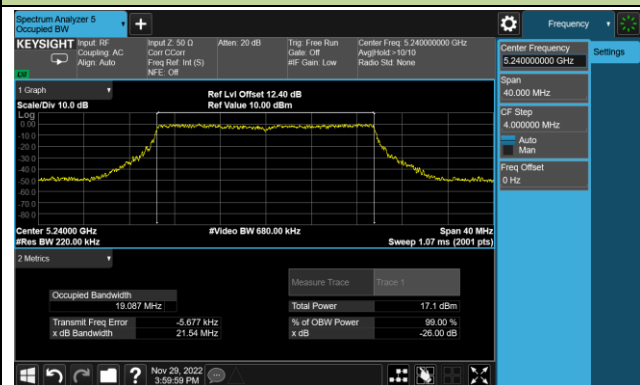 Spectrum Analyzer 5
Occupied BW
Frequency
KEYSIGHT
Input: RF
Coupling: AC
Align: Auto
Input Z: 50 Ω
Corr CCorr
Freq Ref: Int (S)
NFE: Off
Atten: 20 dB
Trig: Free Run
Gate: Off
#IF Gain: Low
Center Freq: 5.240000000 GHz
Avg|Hold:>10/10
Radio Std: None
Center Frequency
5.240000000 GHz
Settings
Span
40.000 MHz
CF Step
4.000000 MHz
Auto
Man
Freq Offset
0 Hz
1 Graph
Scale/Div 10.0 dB
Ref Lvl Offset 12.40 dB
Ref Value 10.00 dBm
Log
0.00
-10.0
-20.0
-30.0
-40.0
-50.0
-60.0
-70.0
-80.0
Center 5.24000 GHz
#Res BW 220.00 kHz
#Video BW 680.00 kHz
Span 40 MHz
Sweep 1.07 ms (2001 pts)
2 Metrics
Measure Trace
Trace 1
Occupied Bandwidth
19.087 MHz
Total Power
17.1 dBm
Transmit Freq Error
-5.677 kHz
% of OBW Power
99.00 %
x dB Bandwidth
21.54 MHz
x dB
-26.00 dB
?
Nov 29, 2022
3:59:59 PM